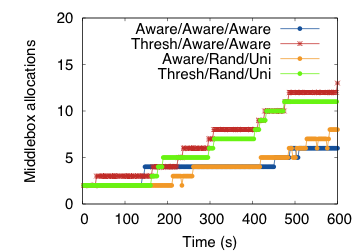 Middlebox allocations
20
15
10
5
0
Aware/Aware/Aware
Thresh/Aware/Aware
Aware/Rand/Uni
Thresh/Rand/Uni
0 100 200 300 400 500 600
Time (s)